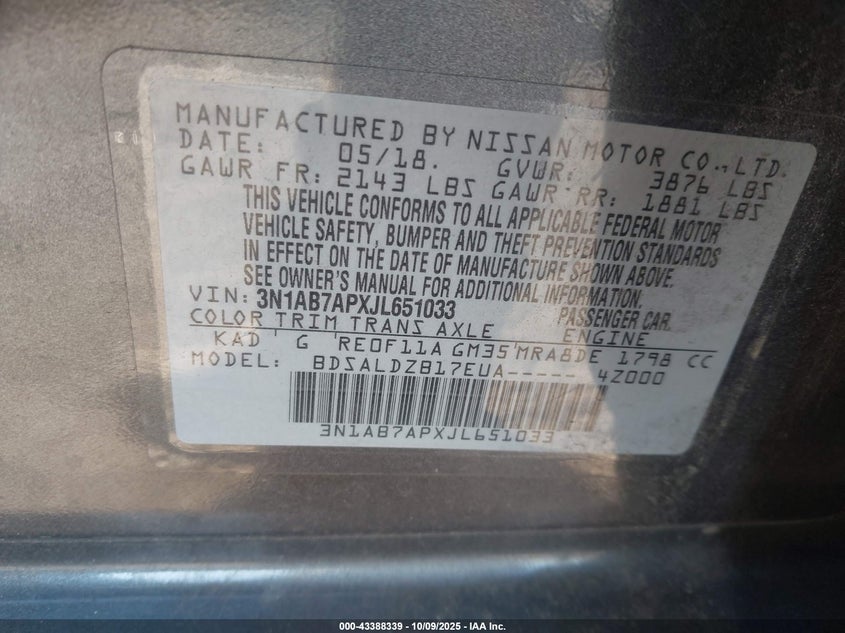 MANUFACTURED BY NISSAN MOTOR CO., LTD.
DATE: 05/18. GVWR: 3876 LBS
GAWR FR: 2143 LBS GAWR RR: 1881 LBS
THIS VEHICLE CONFORMS TO ALL APPLICABLE FEDERAL MOTOR
VEHICLE SAFETY, BUMPER AND THEFT PREVENTION STANDARDS
IN EFFECT ON THE DATE OF MANUFACTURE SHOWN ABOVE.
SEE OWNER'S MANUAL FOR ADDITIONAL INFORMATION.
VIN: 3N1AB7APXJL651033 PASSENGER CAR.
COLOR TRIM TRANS AXLE ENGINE
KAD G RE0F11A GM35 MRA8DE 1798 CC
MODEL: BDSALDZB17EUA----- 4Z000
3N1AB7APXJL651033
000-43388339 | 10/09/2025 | IAA Inc.